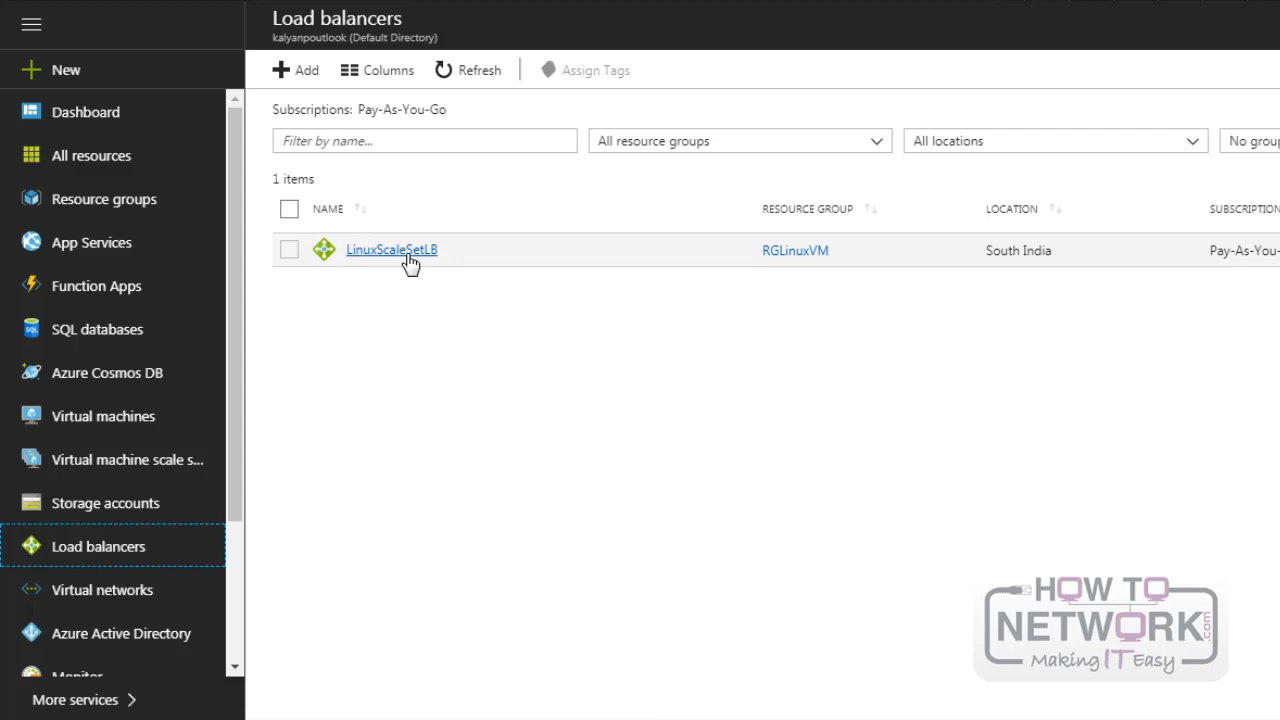 Load balancers
kalyanpoutlook (Default Directory)
New
Add Columns Refresh Assign Tags
Dashboard
All resources
Resource groups
App Services
Function Apps
SQL databases
Azure Cosmos DB
Virtual machines
Virtual machine scale s...
Storage accounts
Load balancers
Virtual networks
Azure Active Directory
Monitor
More services
Subscriptions: Pay-As-You-Go
Filter by name... All resource groups All locations No grou
1 items
NAME RESOURCE GROUP LOCATION SUBSCRIPTION
LinuxScaleSetLB RGLinuxVM South India Pay-As-You-
HOW TO
NETWORK.com
Making IT Easy